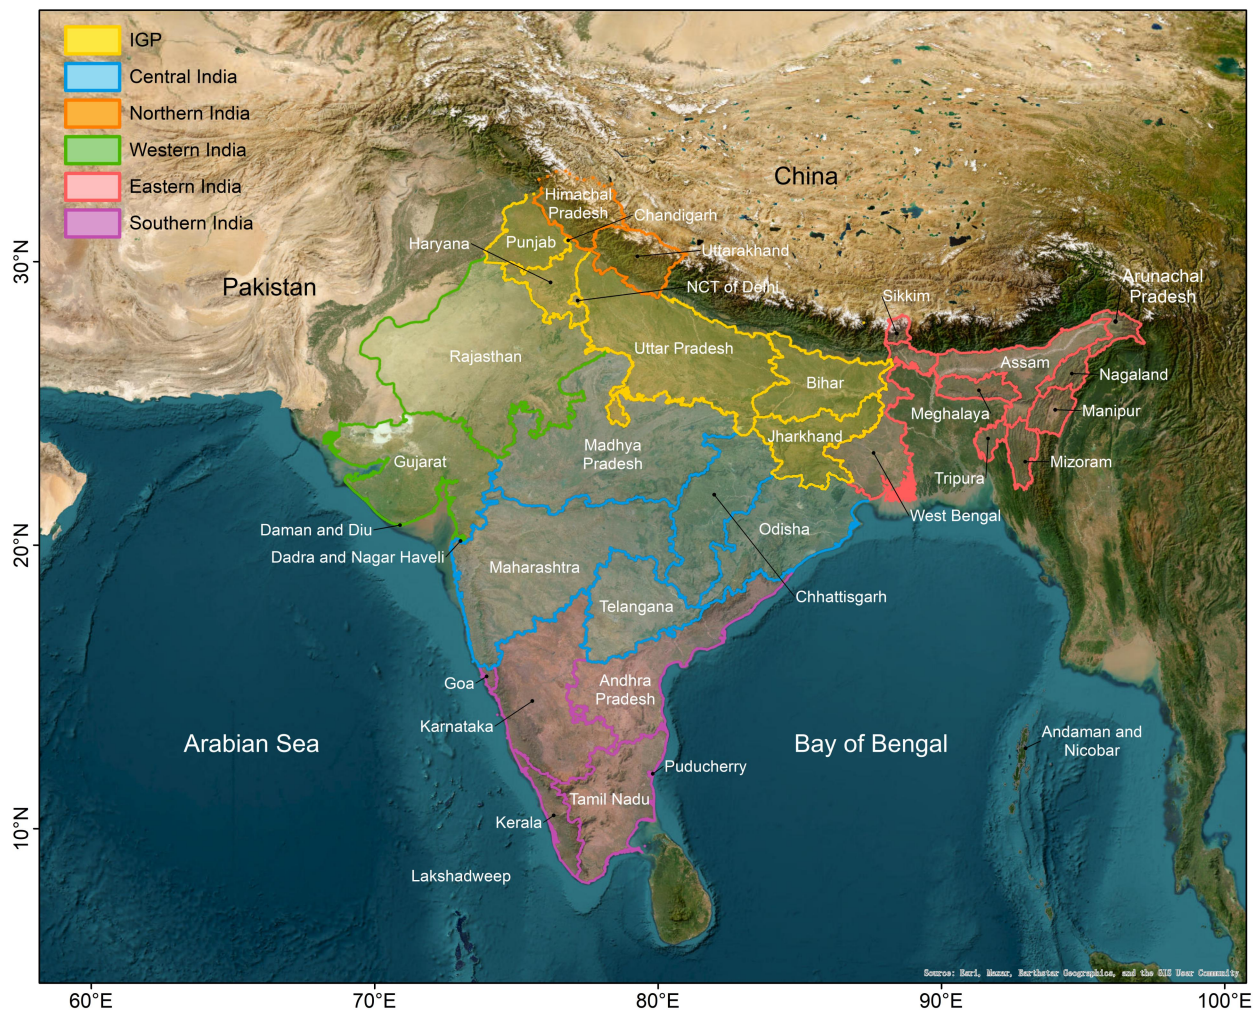 IGP
Central India
Northern India
Western India
Eastern India
Southern India
China
Himachal
Pradesh
Chandigarh
Haryana
Punjab
Uttarakhand
Pakistan
NCT of Delhi
Sikkim
Arunachal
Pradesh
Rajasthan
Uttar Pradesh
Bihar
Assam
Nagaland
Meghalaya
Manipur
Madhya
Pradesh
Jharkhand
Gujarat
Mizoram
Tripura
West Bengal
Daman and Diu
Odisha
Dadra and Nagar Haveli
Maharashtra
Chhattisgarh
Telangana
Goa
Andhra
Pradesh
Karnataka
Arabian Sea
Bay of Bengal
Andaman and
Nicobar
Puducherry
Tamil Nadu
Kerala
Lakshadweep
Source: Esri, Maxar, Earthstar Geographics, and the GIS User Community
30°N
20°N
10°N
60°E
70°E
80°E
90°E
100°E